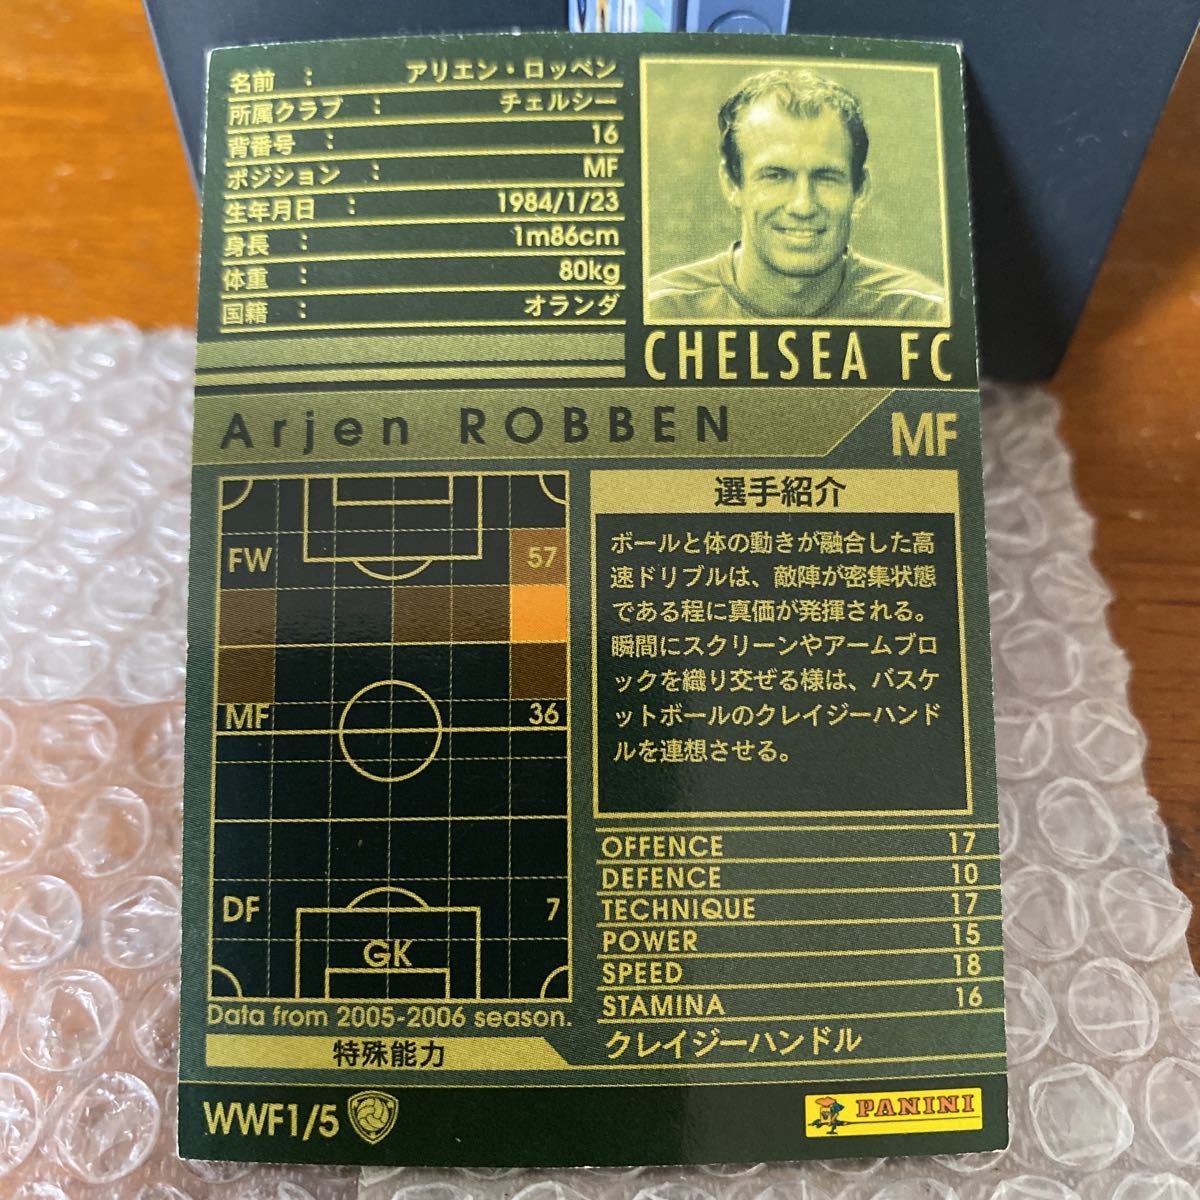 名前 : アリエン・ロッベン
所属クラブ : チェルシー
背番号 : 16
ポジション : MF
生年月日 : 1984/1/23
身長 : 1m86cm
体重 : 80kg
国籍 : オランダ
CHELSEA FC
Arjen ROBBEN
MF
FW 57
MF 36
DF 7
GK
Data from 2005-2006 season.
選手紹介
ボールと体の動きが融合した高
速ドリブルは、敵陣が密集状態
である程に真価が発揮される。
瞬間にスクリーンやアームブロ
ックを織り交ぜる様は、バスケ
ットボールのクレイジーハンド
ルを連想させる。
OFFENCE 17
DEFENCE 10
TECHNIQUE 17
POWER 15
SPEED 18
STAMINA 16
特殊能力
クレイジーハンドル
WWF1/5
PANINI